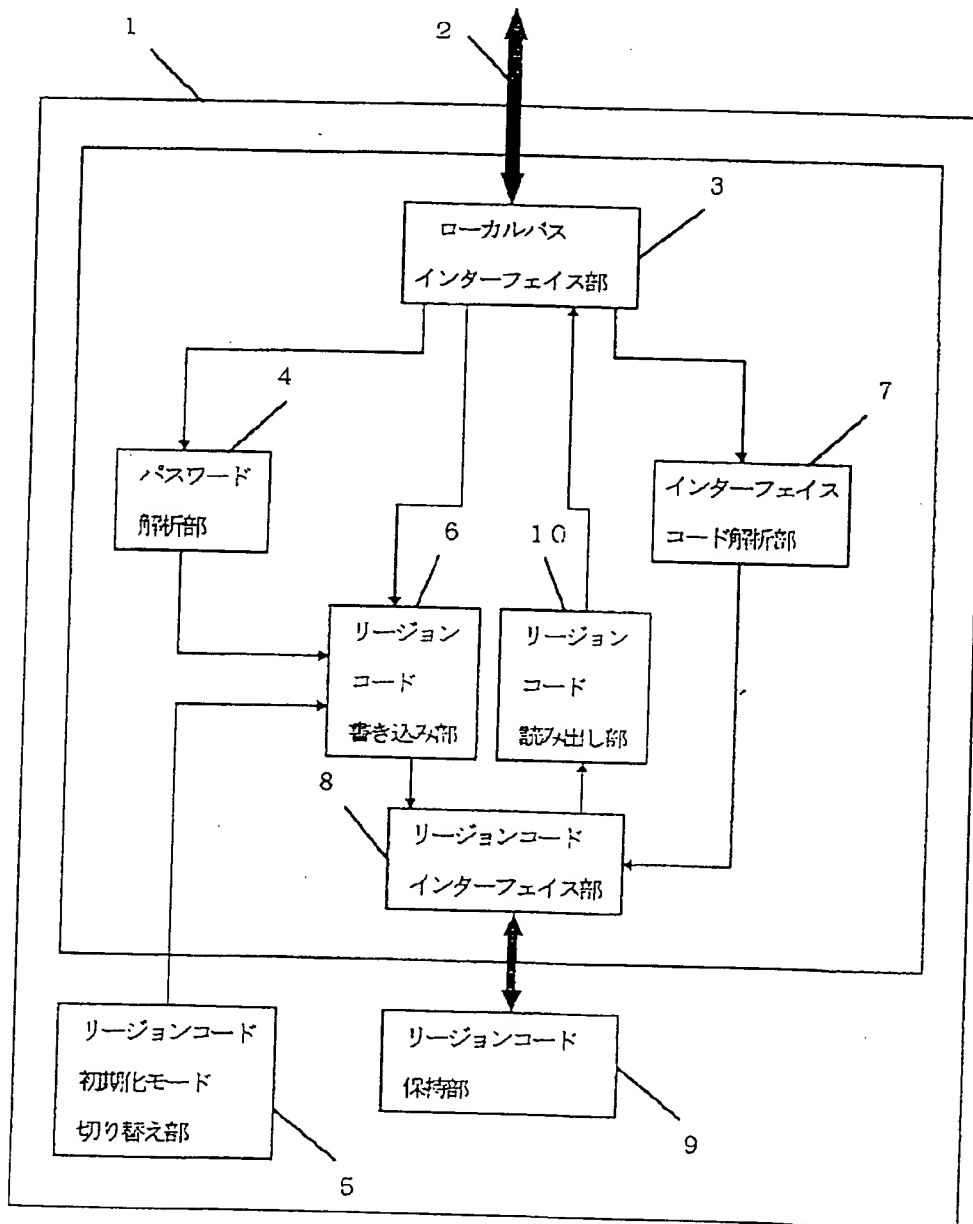 1
2
3
ローカルバス
インターフェイス部
4
7
パスワード
解析部
インターフェイス
コード解析部
6
10
リージョン
コード
書き込み部
リージョン
コード
読み出し部
8
リージョンコード
インターフェイス部
リージョンコード
初期化モード
切り替え部
リージョンコード
保持部
5
9